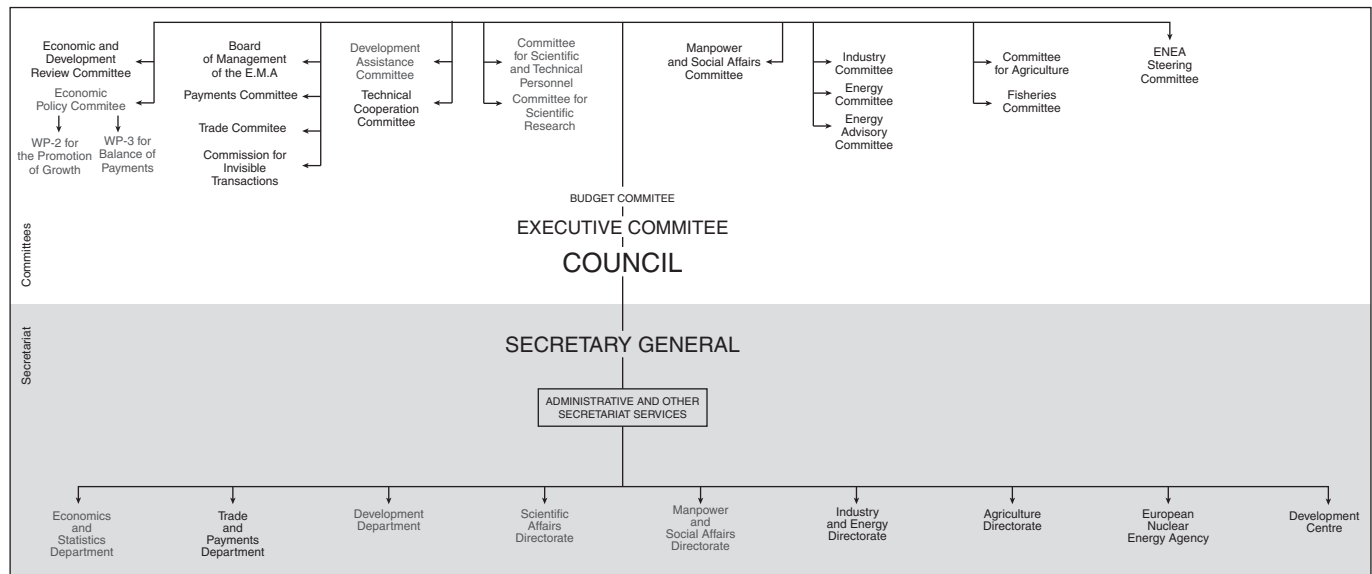 Economic and
Development
Review Committee
Economic
Policy Commitee
WP-2 for
the Promotion
of Growth
WP-3 for
Balance of
Payments
Board
of Management
of the E.M.A
Payments Committee
Trade Commitee
Commission for
Invisible
Transactions
Development
Assistance
Committee
Technical
Cooperation
Committee
Committee
for Scientific
and Technical
Personnel
Committee for
Scientific
Research
Manpower
and Social Affairs
Committee
Industry
Committee
Energy
Committee
Energy
Advisory
Committee
Committee
for Agriculture
Fisheries
Committee
ENEA
Steering
Committee
BUDGET COMMITEE
EXECUTIVE COMMITEE
COUNCIL
Committees
Secretariat
SECRETARY GENERAL
ADMINISTRATIVE AND OTHER
SECRETARIAT SERVICES
Economics
and
Statistics
Department
Trade
and
Payments
Department
Development
Department
Scientific
Affairs
Directorate
Manpower
and
Social Affairs
Directorate
Industry
and Energy
Directorate
Agriculture
Directorate
European
Nuclear
Energy Agency
Development
Centre